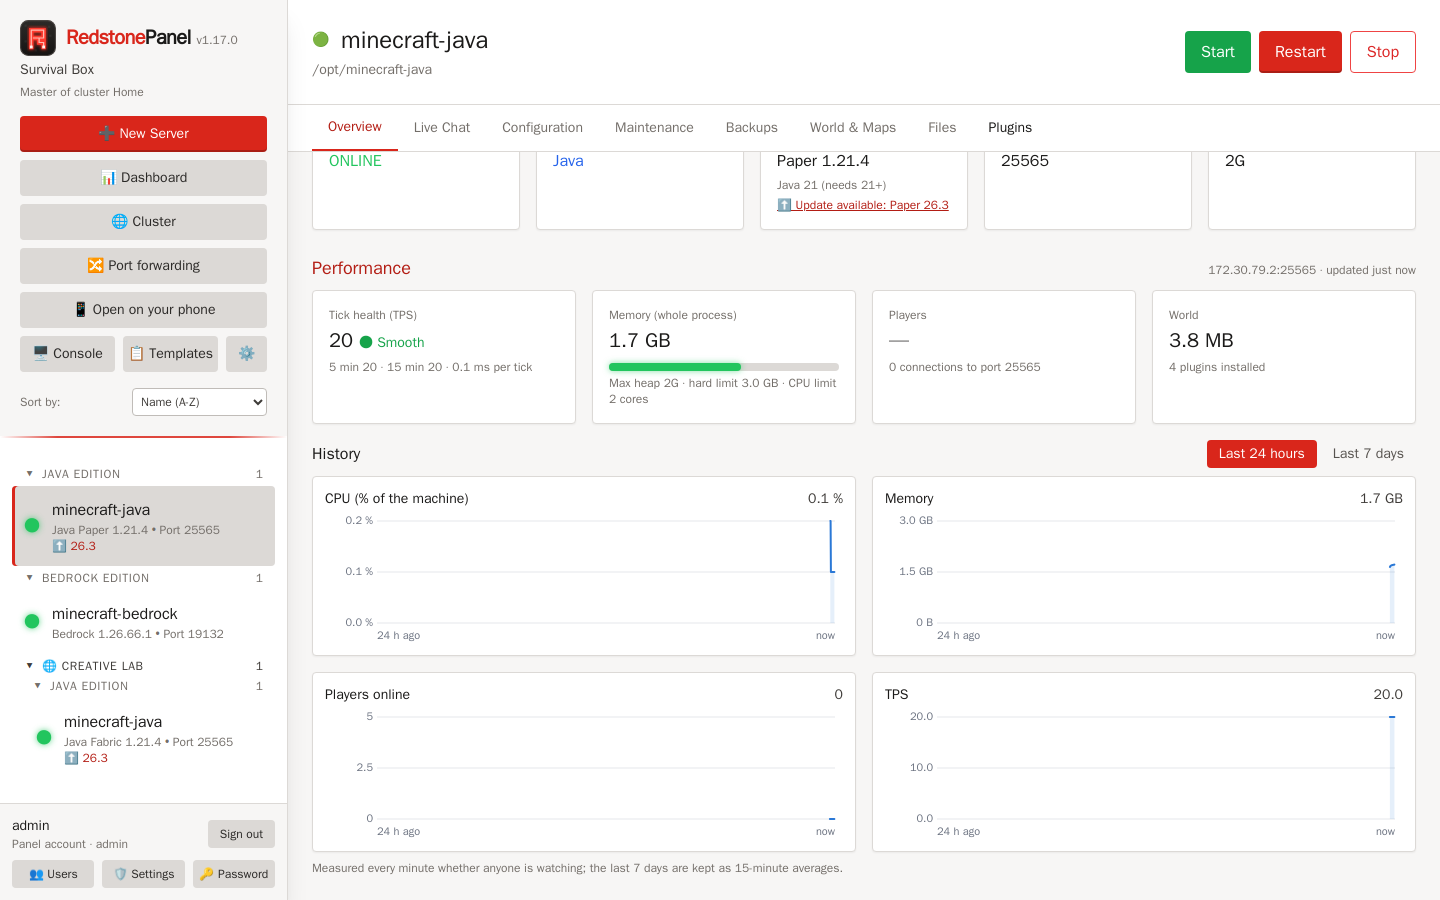 RedstonePanel v1.17.0
Survival Box
Master of cluster Home
➕ New Server
📊 Dashboard
🌐 Cluster
🔀 Port forwarding
📱 Open on your phone
🖥️ Console
📋 Templates
⚙️
Sort by:
Name (A-Z)
▼ JAVA EDITION 1
minecraft-java
Java Paper 1.21.4 • Port 25565
⬆️ 26.3
▼ BEDROCK EDITION 1
minecraft-bedrock
Bedrock 1.26.66.1 • Port 19132
▼ 🌐 CREATIVE LAB 1
▼ JAVA EDITION 1
minecraft-java
Java Fabric 1.21.4 • Port 25565
⬆️ 26.3
admin
Panel account · admin
Sign out
👥 Users
🛡️ Settings
🔑 Password
minecraft-java
/opt/minecraft-java
Start
Restart
Stop
Overview
Live Chat
Configuration
Maintenance
Backups
World & Maps
Files
Plugins
ONLINE
Java
Paper 1.21.4
Java 21 (needs 21+)
⬆️ Update available: Paper 26.3
25565
2G
Performance
172.30.79.2:25565 · updated just now
Tick health (TPS)
20 Smooth
5 min 20 · 15 min 20 · 0.1 ms per tick
Memory (whole process)
1.7 GB
Max heap 2G · hard limit 3.0 GB · CPU limit
2 cores
Players
—
0 connections to port 25565
World
3.8 MB
4 plugins installed
History
Last 24 hours
Last 7 days
CPU (% of the machine) 0.1 %
0.2 %
0.1 %
0.0 %
24 h ago now
Memory 1.7 GB
3.0 GB
1.5 GB
0 B
24 h ago now
Players online 0
5
2.5
0
24 h ago now
TPS 20.0
20.0
10.0
0.0
24 h ago now
Measured every minute whether anyone is watching; the last 7 days are kept as 15-minute averages.